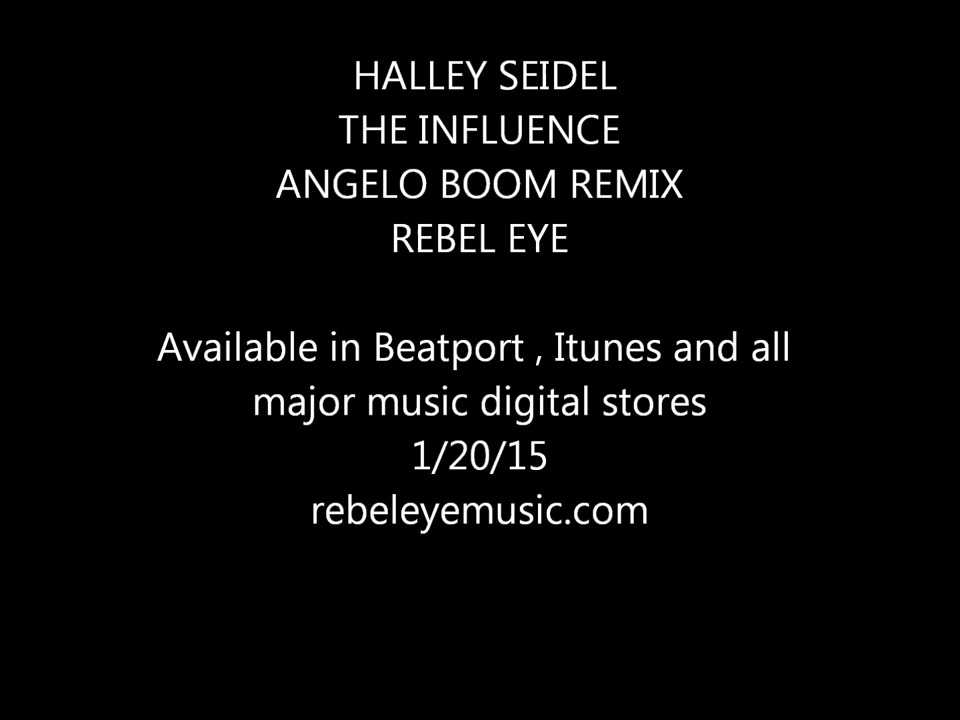 HALLEY SEIDEL
THE INFLUENCE
ANGELO BOOM REMIX
REBEL EYE
Available in Beatport , Itunes and all
major music digital stores
1/20/15
rebeleyemusic.com